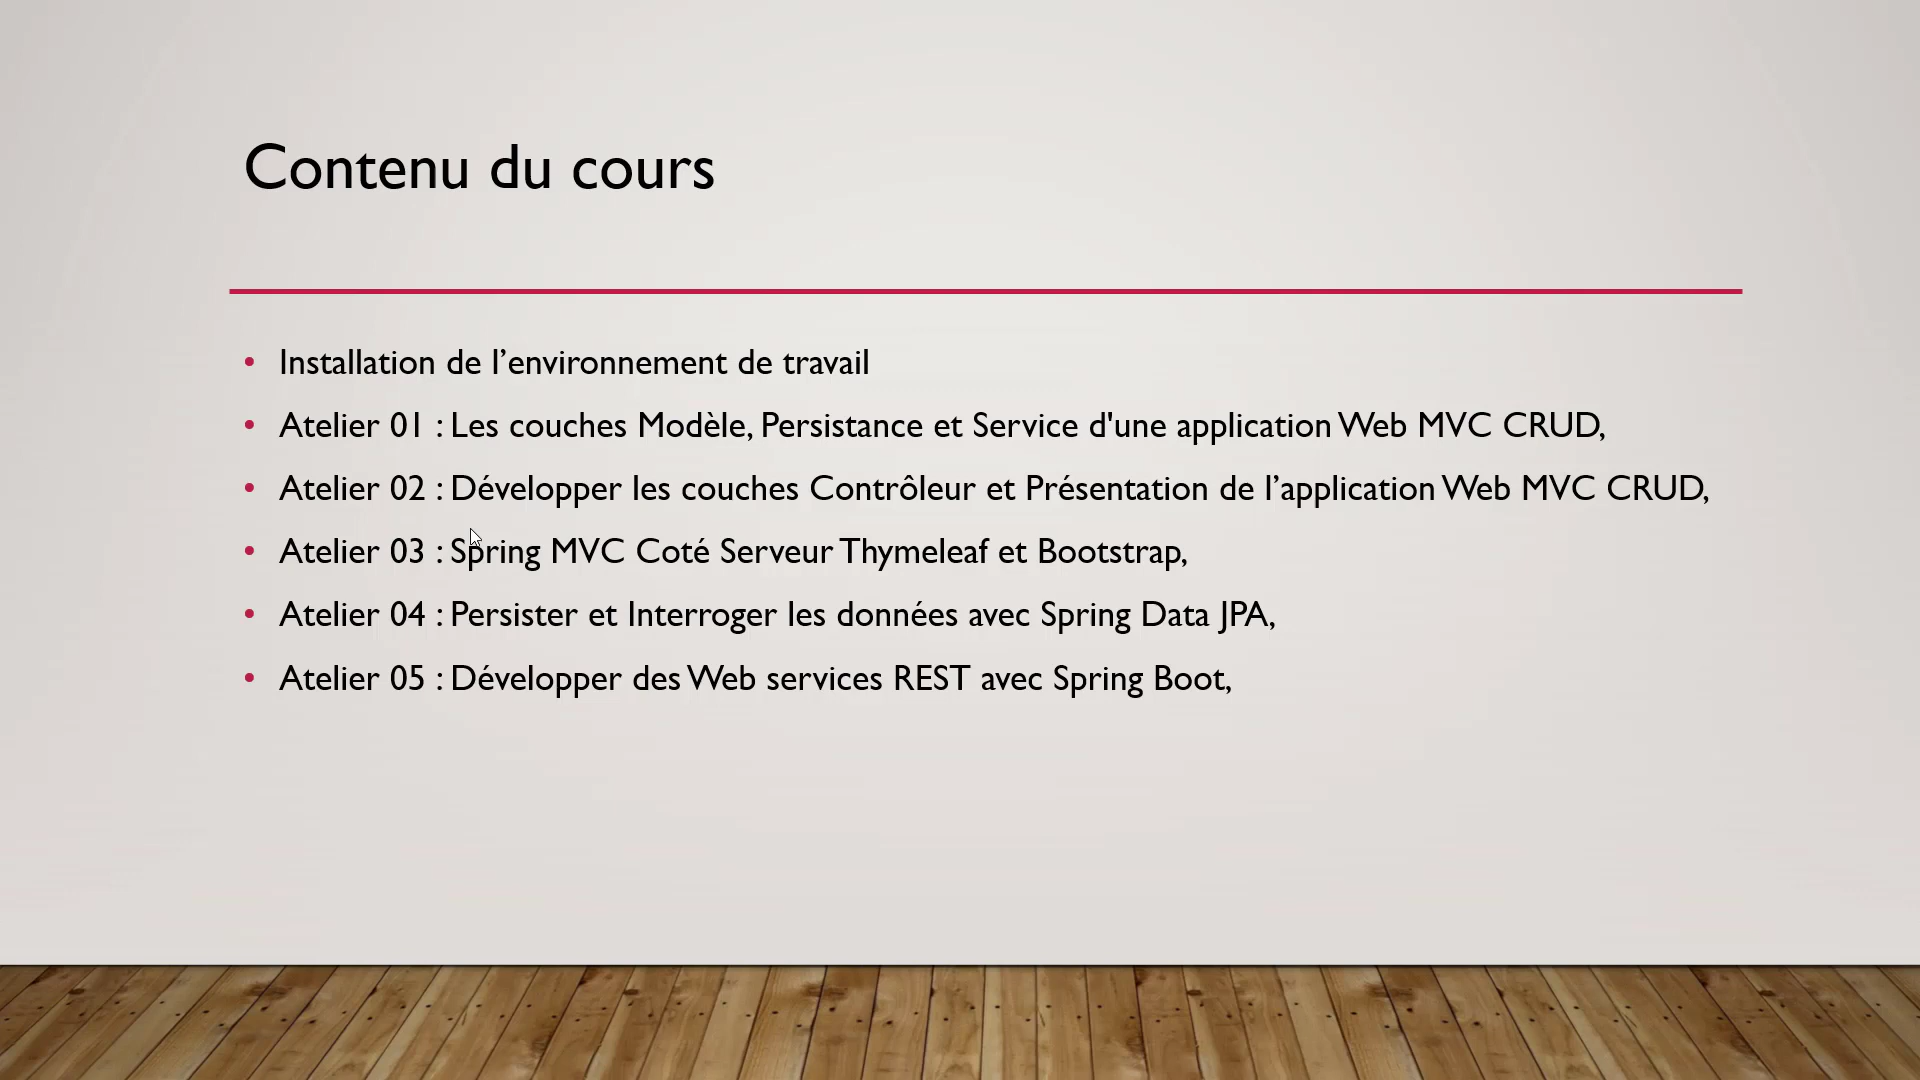 Contenu du cours
• Installation de l’environnement de travail
• Atelier 01 : Les couches Modèle, Persistance et Service d'une application Web MVC CRUD,
• Atelier 02 : Développer les couches Contrôleur et Présentation de l’application Web MVC CRUD,
• Atelier 03 : Spring MVC Coté Serveur Thymeleaf et Bootstrap,
• Atelier 04 : Persister et Interroger les données avec Spring Data JPA,
• Atelier 05 : Développer des Web services REST avec Spring Boot,